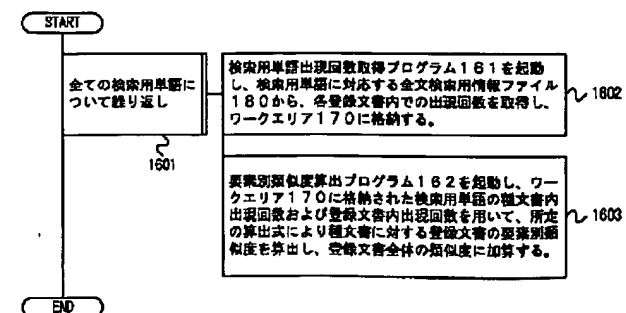 START
全ての検索用単語に
ついて繰り返し
1601
検索用単語出現回数取得プログラム161を起動
し、検索用単語に対応する全文検索用情報ファイル
180から、各登録文書内での出現回数を取得し、
ワークエリア170に格納する。
1602
要素別類似度算出プログラム162を起動し、ワー
クエリア170に格納された検索用単語の種文書内
出現回数および登録文書内出現回数を用いて、所定
の算出式により種文書に対する登録文書の要素別類
似度を算出し、登録文書全体の類似度に加算する。
1603
END